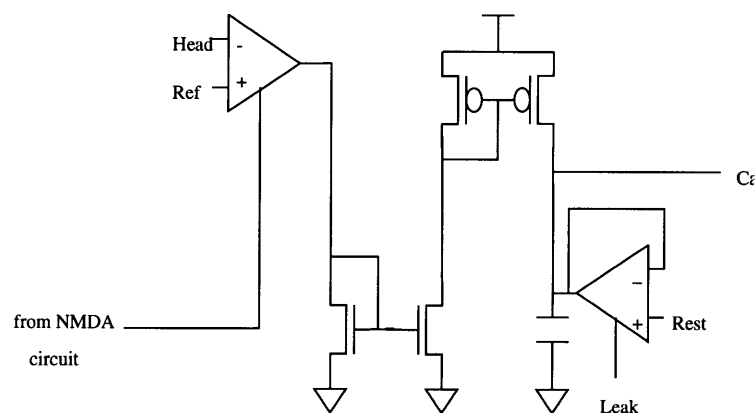 Head
-
Ref
+
Ca
-
+
Rest
from NMDA
circuit
Leak